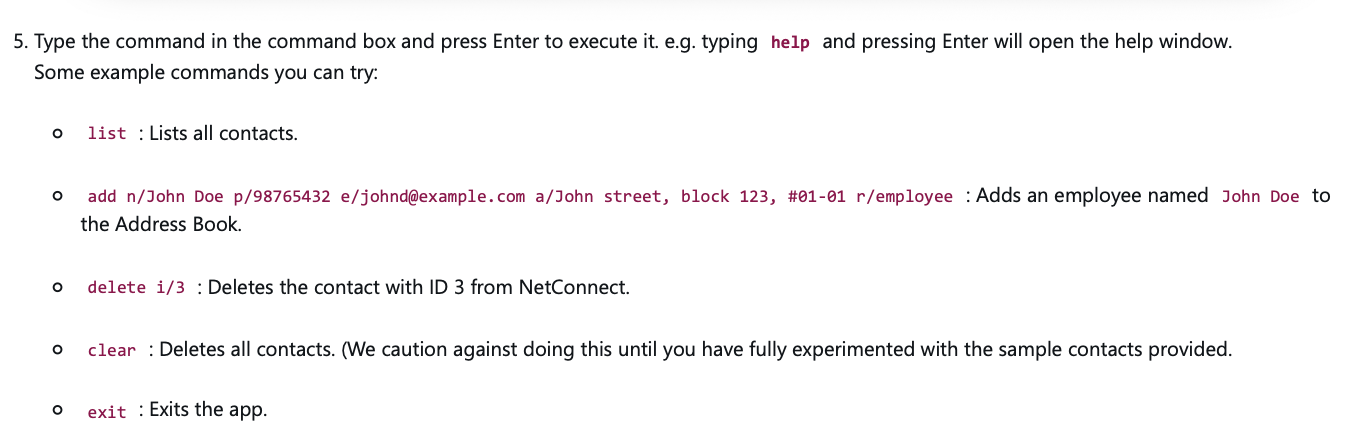 5. Type the command in the command box and press Enter to execute it. e.g. typing help and pressing Enter will open the help window.
Some example commands you can try:
list : Lists all contacts.
add n/John Doe p/98765432 e/johnd@example.com a/John street, block 123, #01-01 r/employee : Adds an employee named John Doe to
the Address Book.
delete i/3 : Deletes the contact with ID 3 from NetConnect.
clear : Deletes all contacts. (We caution against doing this until you have fully experimented with the sample contacts provided.
exit : Exits the app.